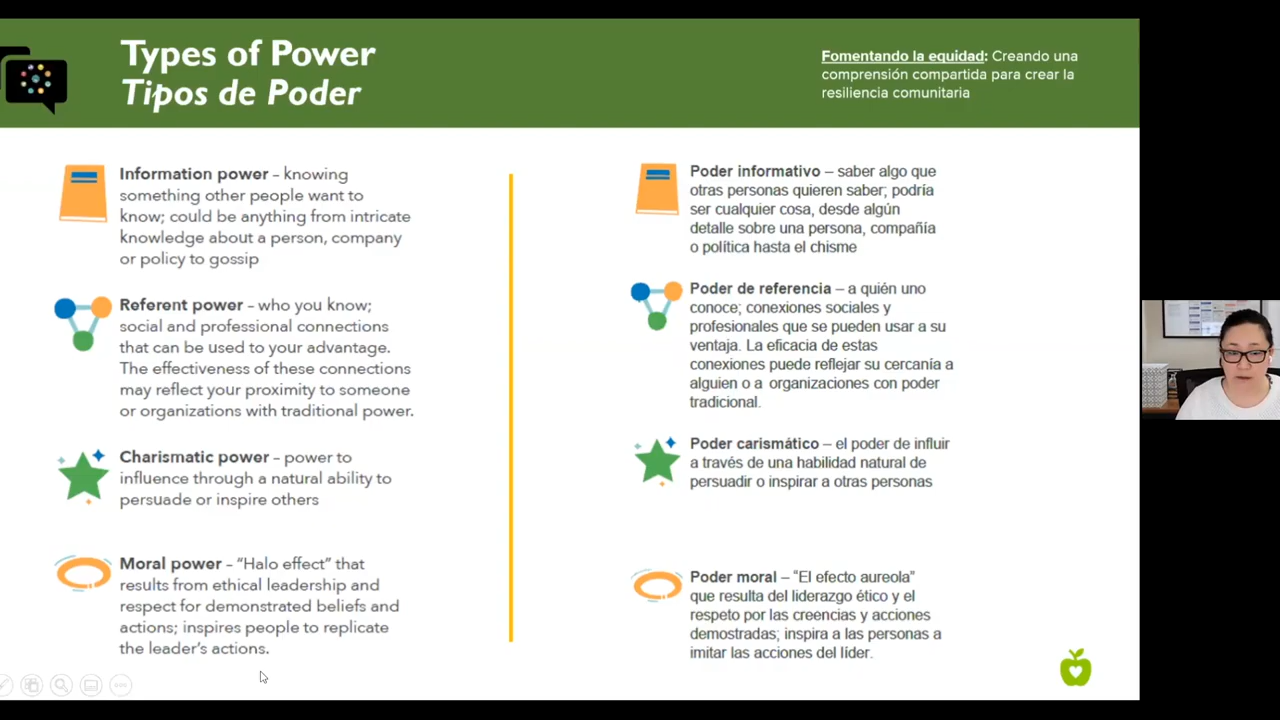 Types of Power
Tipos de Poder
Fomentando la equidad: Creando una
comprensión compartida para crear la
resiliencia comunitaria
Information power – knowing
something other people want to
know; could be anything from intricate
knowledge about a person, company
or policy to gossip
Referent power – who you know;
social and professional connections
that can be used to your advantage.
The effectiveness of these connections
may reflect your proximity to someone
or organizations with traditional power.
Charismatic power – power to
influence through a natural ability to
persuade or inspire others
Moral power – “Halo effect” that
results from ethical leadership and
respect for demonstrated beliefs and
actions; inspires people to replicate
the leader’s actions.
Poder informativo – saber algo que
otras personas quieren saber; podría
ser cualquier cosa, desde algún
detalle sobre una persona, compañía
o política hasta el chisme
Poder de referencia – a quién uno
conoce; conexiones sociales y
profesionales que se pueden usar a su
ventaja. La eficacia de estas
conexiones puede reflejar su cercanía a
alguien o a organizaciones con poder
tradicional.
Poder carismático – el poder de influir
a través de una habilidad natural de
persuadir o inspirar a otras personas
Poder moral – “El efecto aureola”
que resulta del liderazgo ético y el
respeto por las creencias y acciones
demostradas; inspira a las personas a
imitar las acciones del líder.